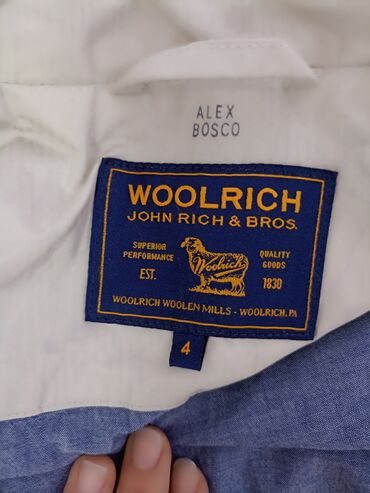 ALEX
BOSCO
WOOLRICH
JOHN RICH & BROS.
SUPERIOR
PERFORMANCE
EST.
Woolrich
QUALITY
GOODS
1830
WOOLRICH WOOLEN MILLS - WOOLRICH, PA
4